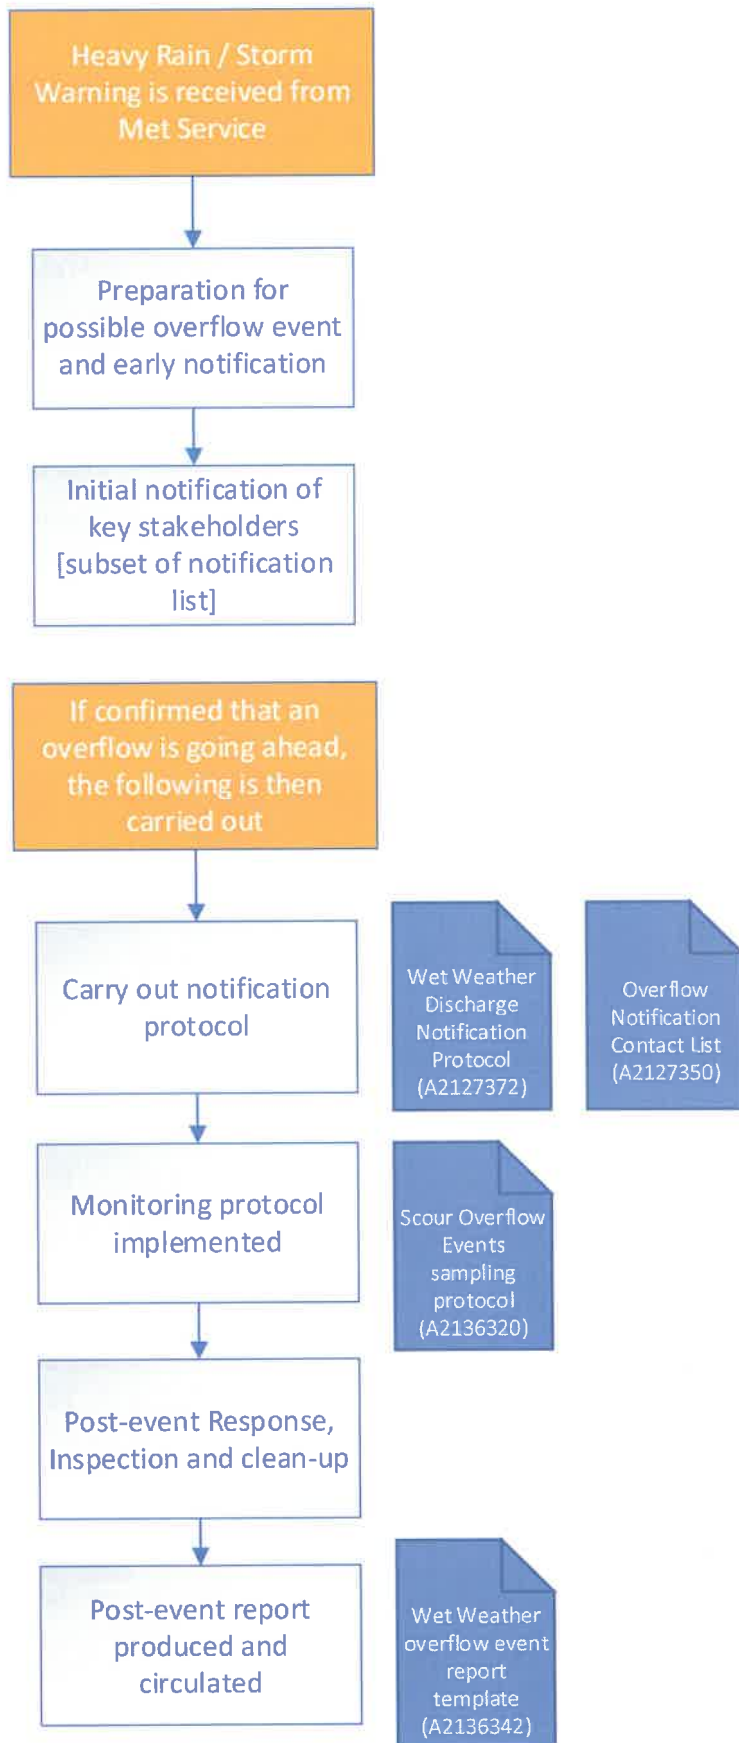 Heavy Rain / Storm
Warning is received from
Met Service
Preparation for
possible overflow event
and early notification
Initial notification of
key stakeholders
[subset of notification
list]
If confirmed that an
overflow is going ahead,
the following is then
carried out
Carry out notification
protocol
Wet Weather
Discharge
Notification
Protocol
(A2127372)
Overflow
Notification
Contact List
(A2127350)
Monitoring protocol
implemented
Scour Overflow
Events
sampling
protocol
(A2136320)
Post-event Response,
Inspection and clean-up
Post-event report
produced and
circulated
Wet Weather
overflow event
report
template
(A2136342)